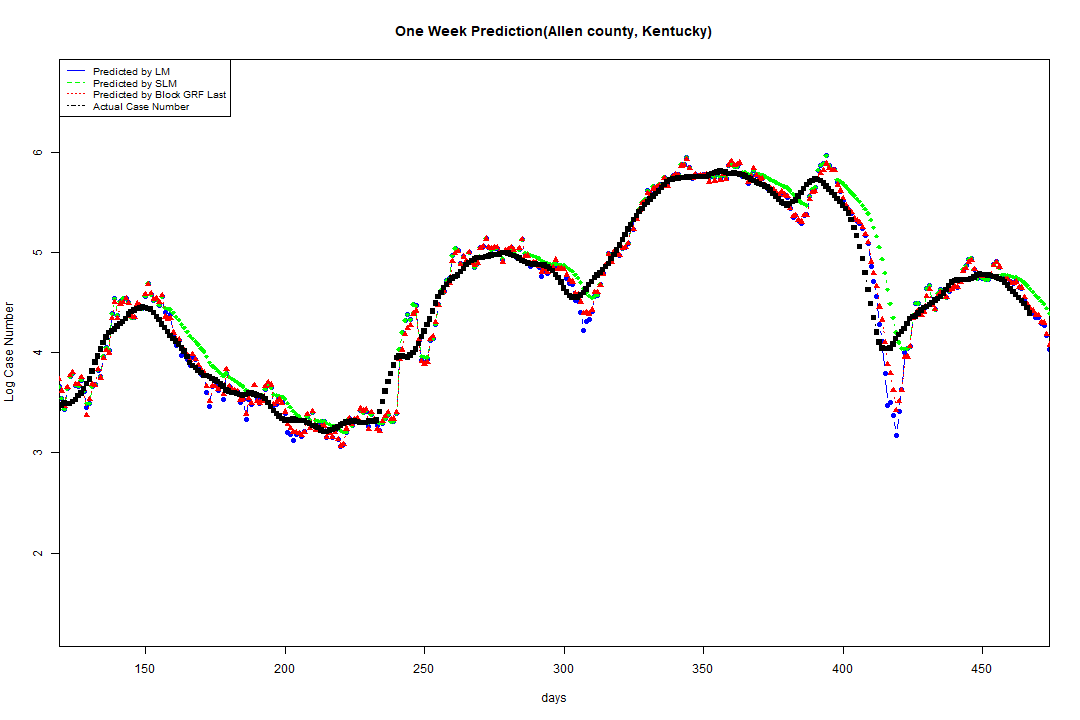 One Week Prediction(Allen county, Kentucky)
Predicted by LM
Predicted by SLM
Predicted by Block GRF Last
Actual Case Number
6
5
4
3
2
Log Case Number
150 200 250 300 350 400 450
days